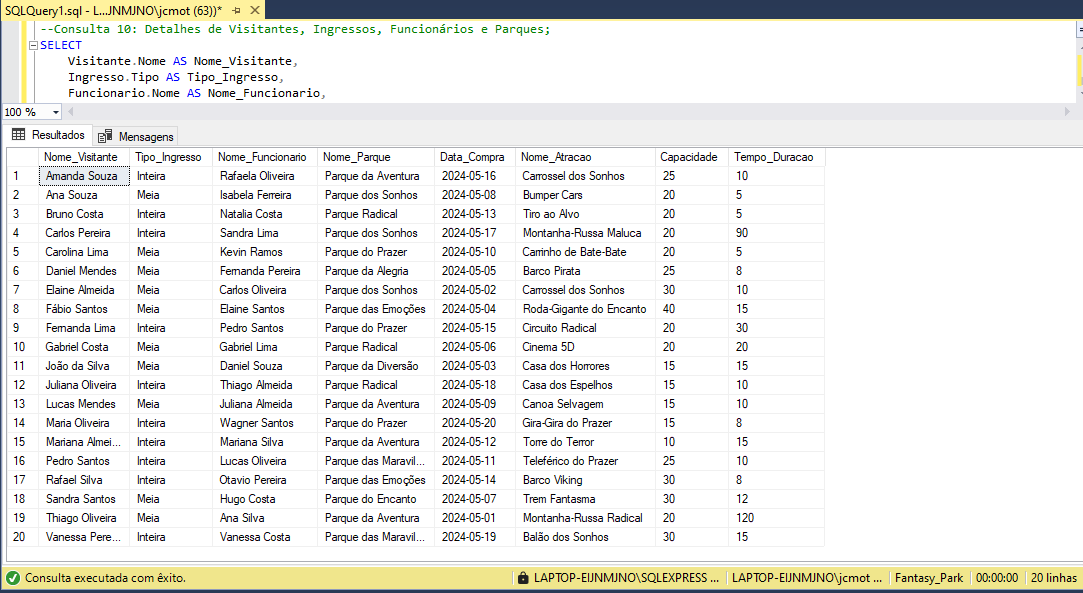 SQLQuery1.sql - L...JNMJNO\jcmot (63))*
--Consulta 10: Detalhes de Visitantes, Ingressos, Funcionários e Parques;
SELECT
Visitante.Nome AS Nome_Visitante,
Ingresso.Tipo AS Tipo_Ingresso,
Funcionario.Nome AS Nome_Funcionario,
100 %
Resultados Mensagens
Nome_Visitante Tipo_Ingresso Nome_Funcionario Nome_Parque Data_Compra Nome_Atracao Capacidade Tempo_Duracao
1 Amanda Souza Inteira Rafaela Oliveira Parque da Aventura 2024-05-16 Carrossel dos Sonhos 25 10
2 Ana Souza Meia Isabela Ferreira Parque dos Sonhos 2024-05-08 Bumper Cars 20 5
3 Bruno Costa Inteira Natalia Costa Parque Radical 2024-05-13 Tiro ao Alvo 20 5
4 Carlos Pereira Inteira Sandra Lima Parque dos Sonhos 2024-05-17 Montanha-Russa Maluca 20 90
5 Carolina Lima Meia Kevin Ramos Parque do Prazer 2024-05-10 Carrinho de Bate-Bate 20 5
6 Daniel Mendes Meia Fernanda Pereira Parque da Alegria 2024-05-05 Barco Pirata 25 8
7 Elaine Almeida Meia Carlos Oliveira Parque dos Sonhos 2024-05-02 Carrossel dos Sonhos 30 10
8 Fábio Santos Meia Elaine Santos Parque das Emoções 2024-05-04 Roda-Gigante do Encanto 40 15
9 Fernanda Lima Inteira Pedro Santos Parque do Prazer 2024-05-15 Circuito Radical 20 30
10 Gabriel Costa Meia Gabriel Lima Parque Radical 2024-05-06 Cinema 5D 20 20
11 João da Silva Meia Daniel Souza Parque da Diversão 2024-05-03 Casa dos Horrores 15 15
12 Juliana Oliveira Inteira Thiago Almeida Parque Radical 2024-05-18 Casa dos Espelhos 15 10
13 Lucas Mendes Meia Juliana Almeida Parque da Aventura 2024-05-09 Canoa Selvagem 15 10
14 Maria Oliveira Inteira Wagner Santos Parque do Prazer 2024-05-20 Gira-Gira do Prazer 15 8
15 Mariana Almei... Inteira Mariana Silva Parque da Aventura 2024-05-12 Torre do Terror 10 15
16 Pedro Santos Inteira Lucas Oliveira Parque das Maravil... 2024-05-11 Teleférico do Prazer 25 10
17 Rafael Silva Inteira Otavio Pereira Parque das Emoções 2024-05-14 Barco Viking 30 8
18 Sandra Santos Meia Hugo Costa Parque do Encanto 2024-05-07 Trem Fantasma 30 12
19 Thiago Oliveira Meia Ana Silva Parque da Aventura 2024-05-01 Montanha-Russa Radical 20 120
20 Vanessa Pere... Inteira Vanessa Costa Parque das Maravil... 2024-05-19 Balão dos Sonhos 30 15
Consulta executada com êxito. LAPTOP-EIJNMJNO\SQLEXPRESS ... LAPTOP-EIJNMJNO\jcmot ... Fantasy_Park 00:00:00 20 linhas